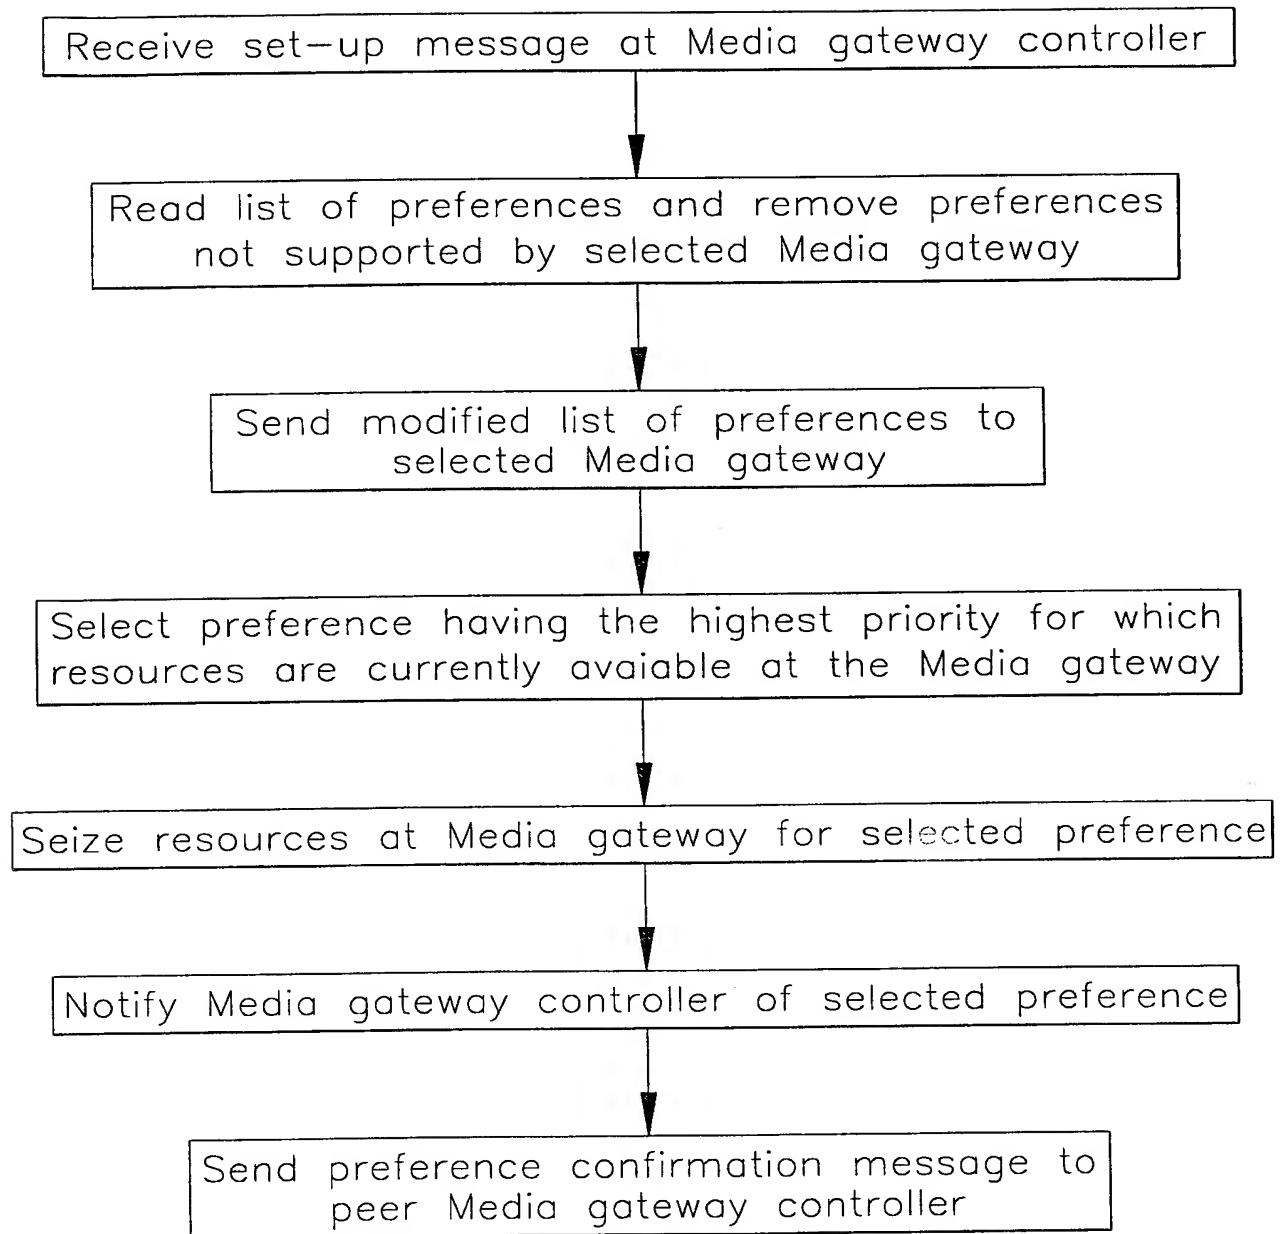 Receive set-up message at Media gateway controller
Read list of preferences and remove preferences
not supported by selected Media gateway
Send modified list of preferences to
selected Media gateway
Select preference having the highest priority for which
resources are currently avaiable at the Media gateway
Seize resources at Media gateway for selected preference
Notify Media gateway controller of selected preference
Send preference confirmation message to
peer Media gateway controller